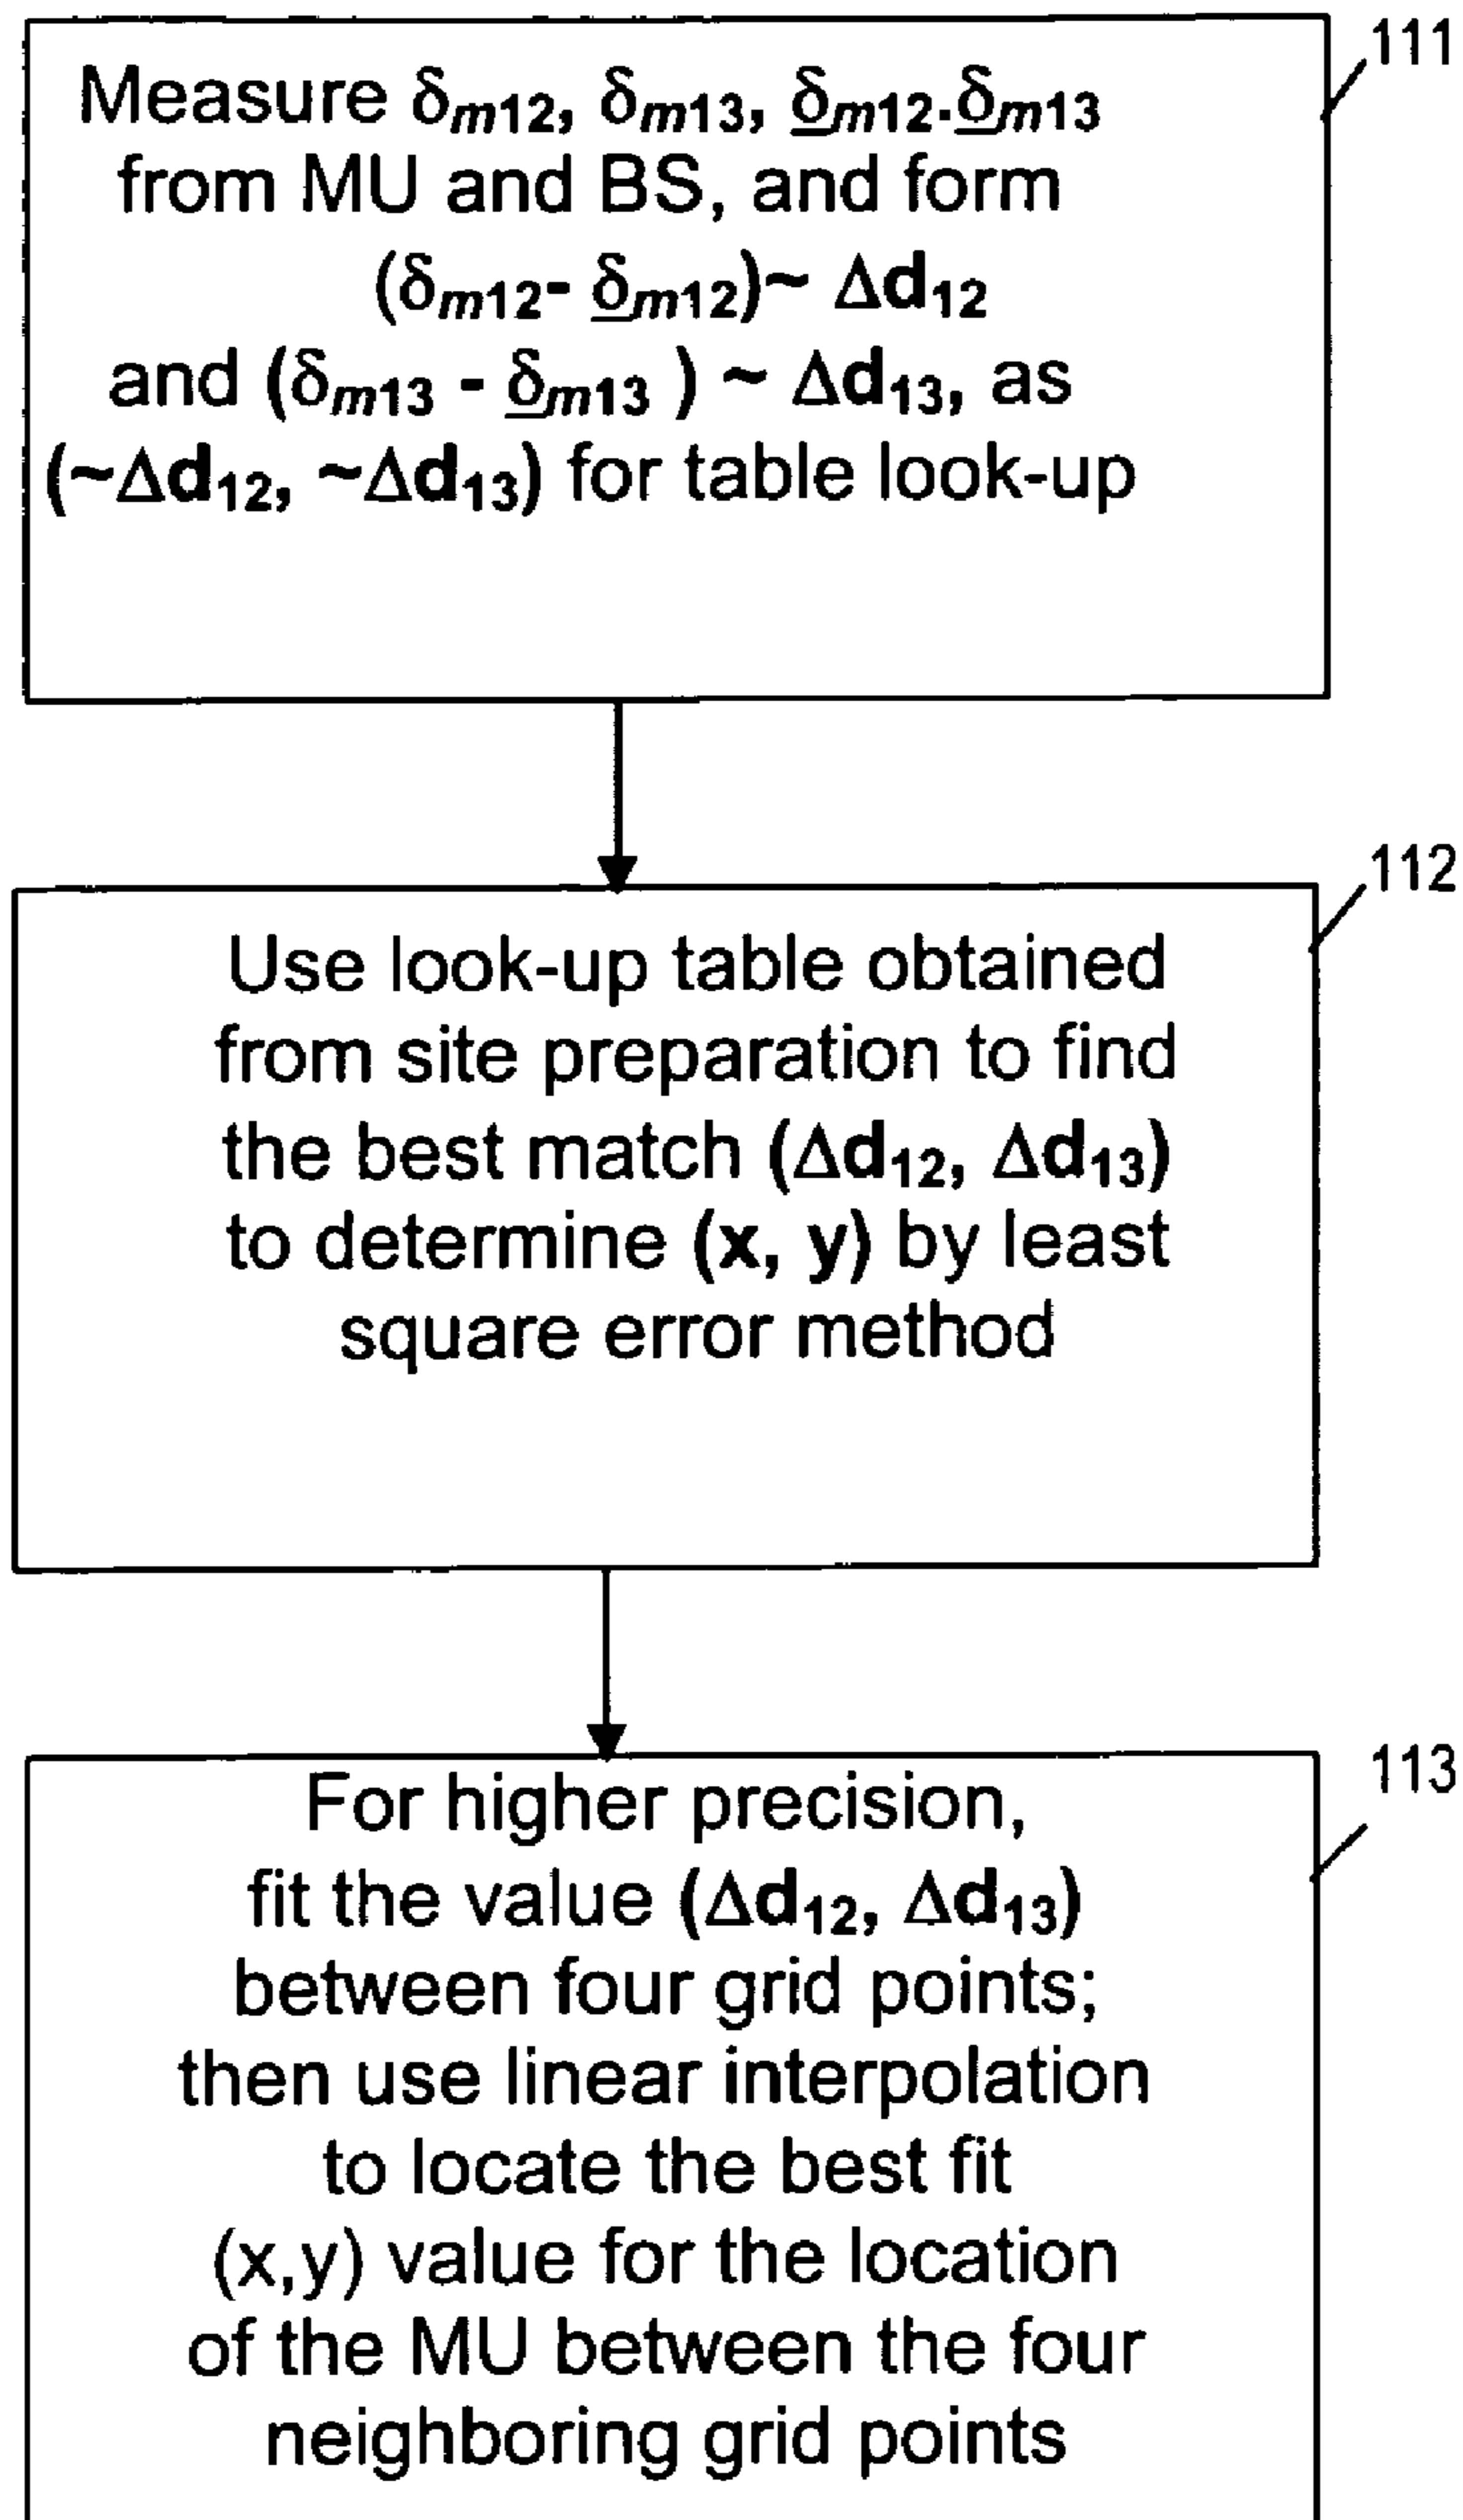 111
Measure δm12, δm13, δ̲m12.δ̲m13
from MU and BS, and form
(δm12- δ̲m12)~ Δd12
and (δm13 - δ̲m13 ) ~ Δd13, as
(~Δd12, ~Δd13) for table look-up
112
Use look-up table obtained
from site preparation to find
the best match (Δd12, Δd13)
to determine (x, y) by least
square error method
113
For higher precision,
fit the value (Δd12, Δd13)
between four grid points;
then use linear interpolation
to locate the best fit
(x,y) value for the location
of the MU between the four
neighboring grid points